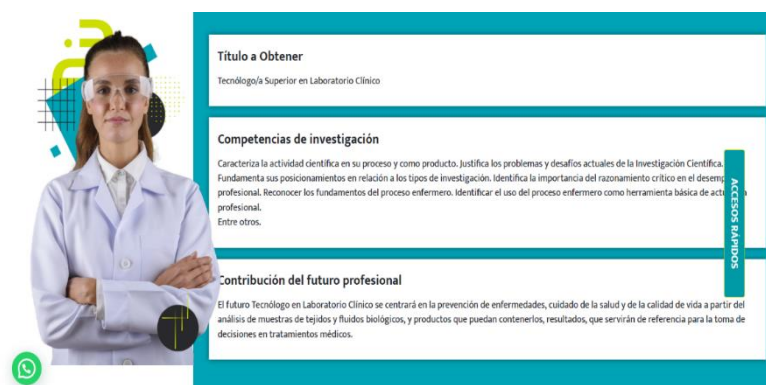 Título a Obtener
Tecnólogo/a Superior en Laboratorio Clínico
Competencias de investigación
Caracteriza la actividad científica en su proceso y como producto. Justifica los problemas y desafíos actuales de la Investigación Científica.
Fundamenta sus posicionamientos en relación a los tipos de investigación. Identifica la importancia del razonamiento crítico en el
profesional. Reconocer los fundamentos del proceso enfermero. Identificar el uso del proceso enfermero como herramienta básica de
profesional.
Entre otros.
ACCESOS RÁPIDOS
Contribución del futuro profesional
El futuro Tecnólogo en Laboratorio Clínico se centrará en la prevención de enfermedades, cuidado de la salud y de la calidad de vida a partir del
análisis de muestras de tejidos y fluidos biológicos, y productos que puedan contenerlos, resultados, que servirán de referencia para la toma de
decisiones en tratamientos médicos.